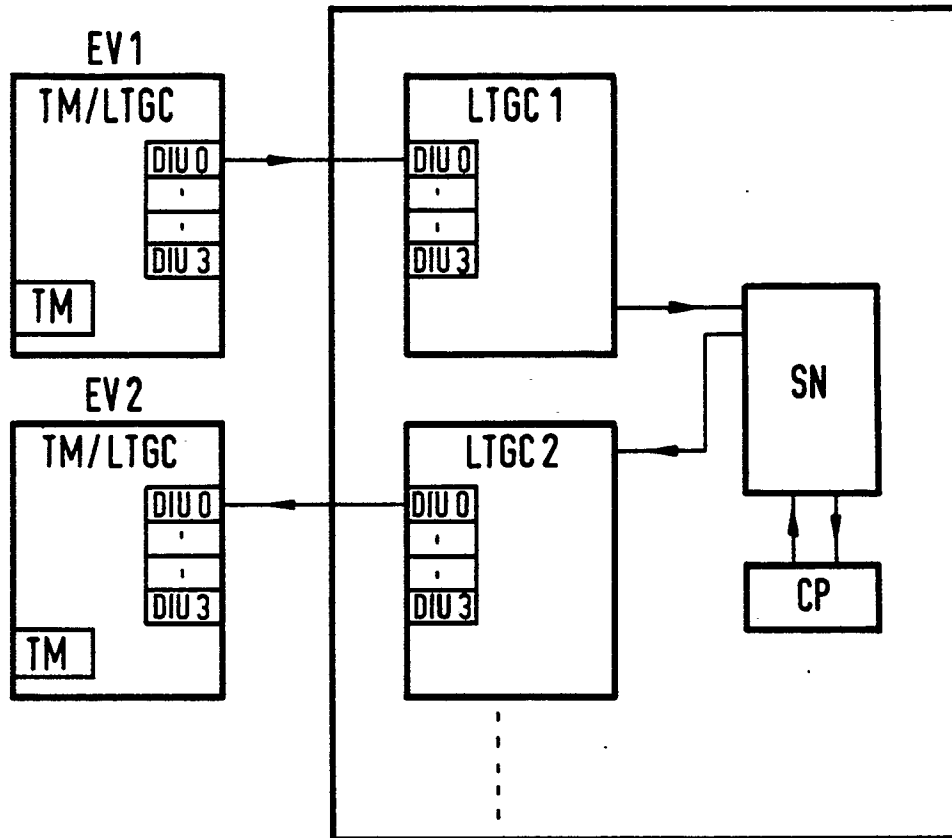 EV1
TM/LTGC
DIU 0
DIU 3
TM
LTGC 1
DIU 0
DIU 3
EV2
TM/LTGC
DIU 0
DIU 3
TM
LTGC 2
DIU 0
DIU 3
SN
CP